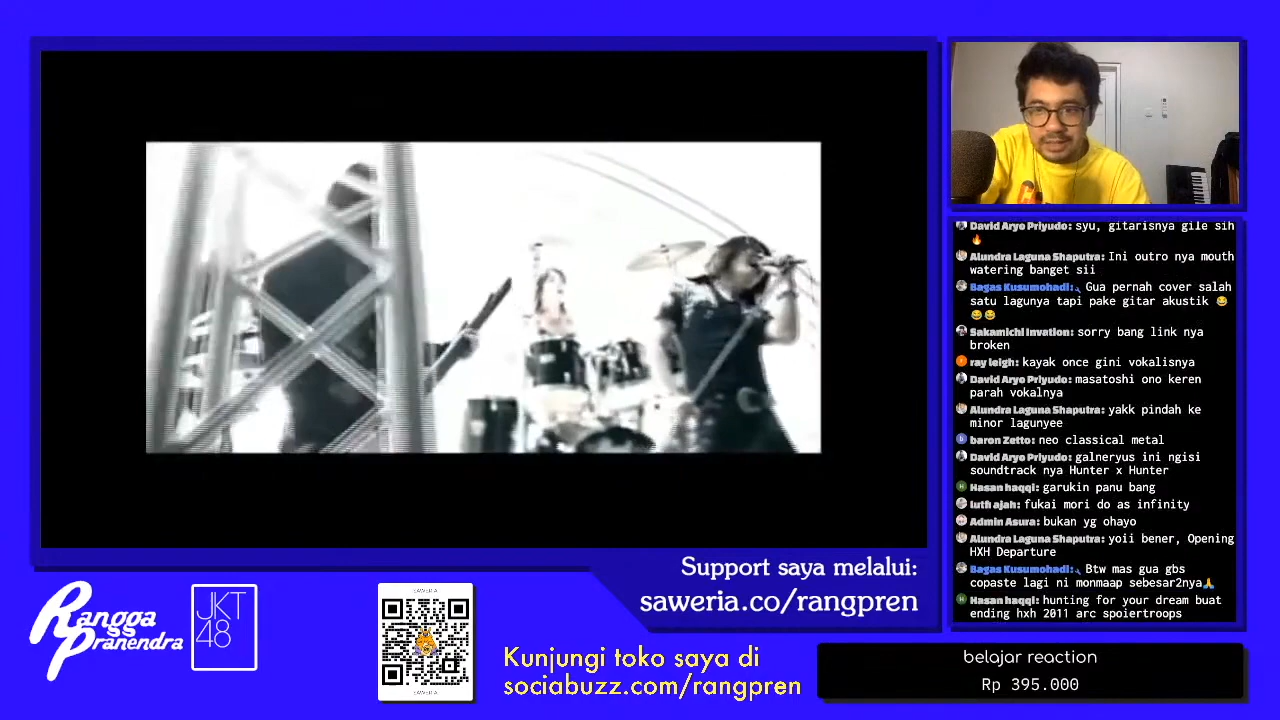 David Aryo Priyudo: syu, gitarisnya gile sih
🔥
Alundra Laguna Shaputra: Ini outro nya mouth
watering banget sii
Bagas Kusumohadi: Gua pernah cover salah
satu lagunya tapi pake gitar akustik 😂
😂😂
Sakamichi Invation: sorry bang link nya
broken
ray leigh: kayak once gini vokalisnya
David Aryo Priyudo: masatoshi ono keren
parah vokalnya
Alundra Laguna Shaputra: yakk pindah ke
minor lagunyee
baron Zetto: neo classical metal
David Aryo Priyudo: galneryus ini ngisi
soundtrack nya Hunter x Hunter
Hasan haqqi: garukin panu bang
luth ajah: fukai mori do as infinity
Admin Asura: bukan yg ohayo
Alundra Laguna Shaputra: yoii bener, Opening
HXH Departure
Bagas Kusumohadi: Btw mas gua gbs
copaste lagi ni monmaap sebesar2nya🙏
Hasan haqqi: hunting for your dream buat
ending hxh 2011 arc spoiertroops
Support saya melalui:
saweria.co/rangpren
Rangga
Pranendra
JKT
48
SAWERIA
SAWERIA
Kunjungi toko saya di
sociabuzz.com/rangpren
belajar reaction
Rp 395.000